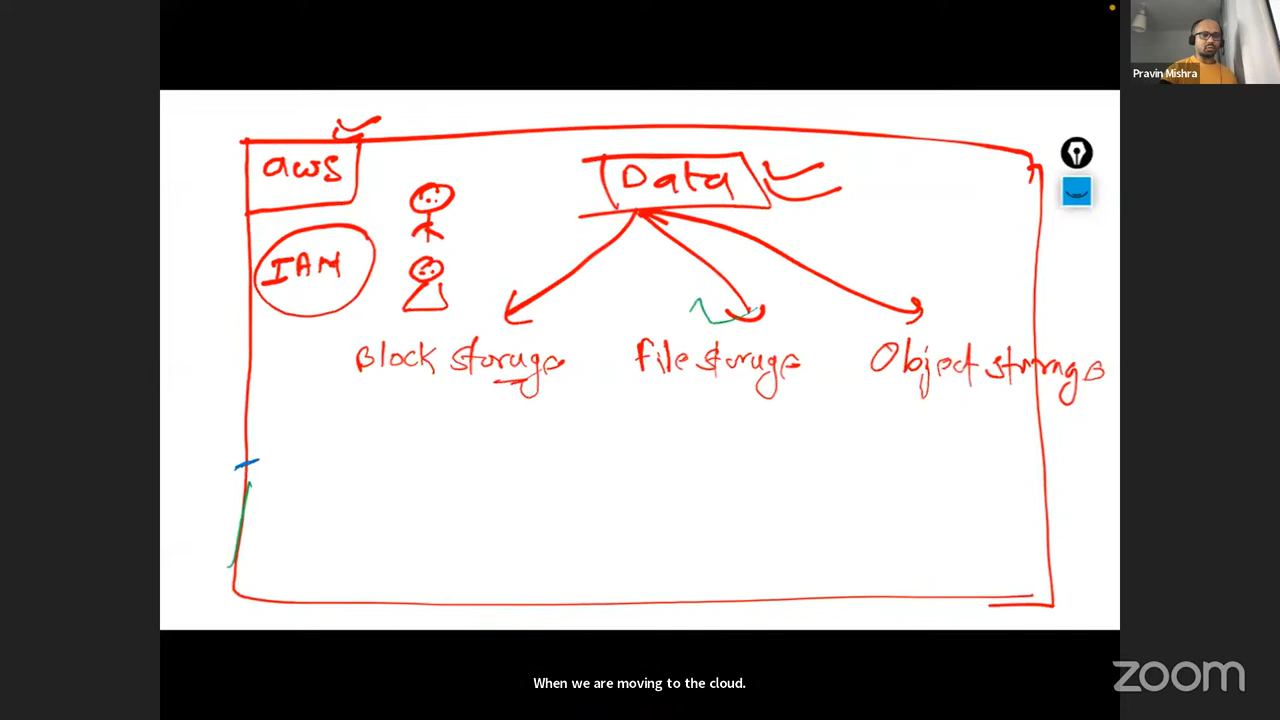 Pravin Mishra
aws
Data
IAM
Block storage
File storage
Object storage
When we are moving to the cloud.
zoom